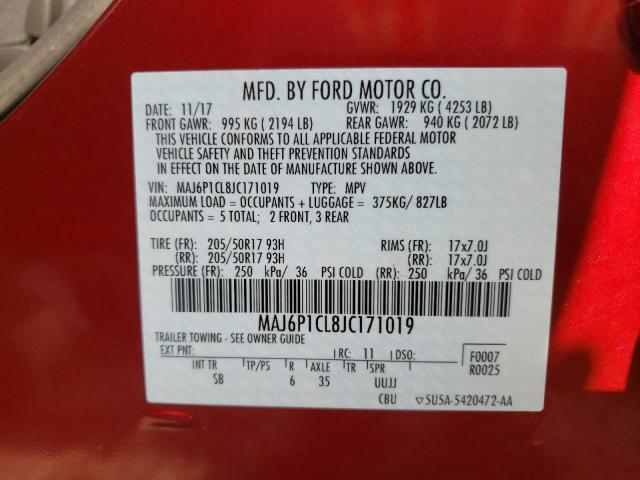 MFD. BY FORD MOTOR CO.
DATE: 11/17 GVWR: 1929 KG ( 4253 LB)
FRONT GAWR: 995 KG ( 2194 LB) REAR GAWR: 940 KG ( 2072 LB)
THIS VEHICLE CONFORMS TO ALL APPLICABLE FEDERAL MOTOR
VEHICLE SAFETY AND THEFT PREVENTION STANDARDS
IN EFFECT ON THE DATE OF MANUFACTURE SHOWN ABOVE.
VIN: MAJ6P1CL8JC171019 TYPE: MPV
MAXIMUM LOAD = OCCUPANTS + LUGGAGE = 375KG/ 827LB
OCCUPANTS = 5 TOTAL; 2 FRONT, 3 REAR
TIRE (FR): 205/50R17 93H RIMS (FR): 17x7.0J
(RR): 205/50R17 93H (RR): 17x7.0J
PRESSURE (FR): 250 kPa/ 36 PSI COLD (RR): 250 kPa/ 36 PSI COLD
MAJ6P1CL8JC171019
TRAILER TOWING - SEE OWNER GUIDE
EXT PNT: RC: 11 DSO: F0007
R0025
INT TR TP/PS R AXLE TR SPR
SB 6 35 UUJJ
CBU ▽5U5A-5420472-AA